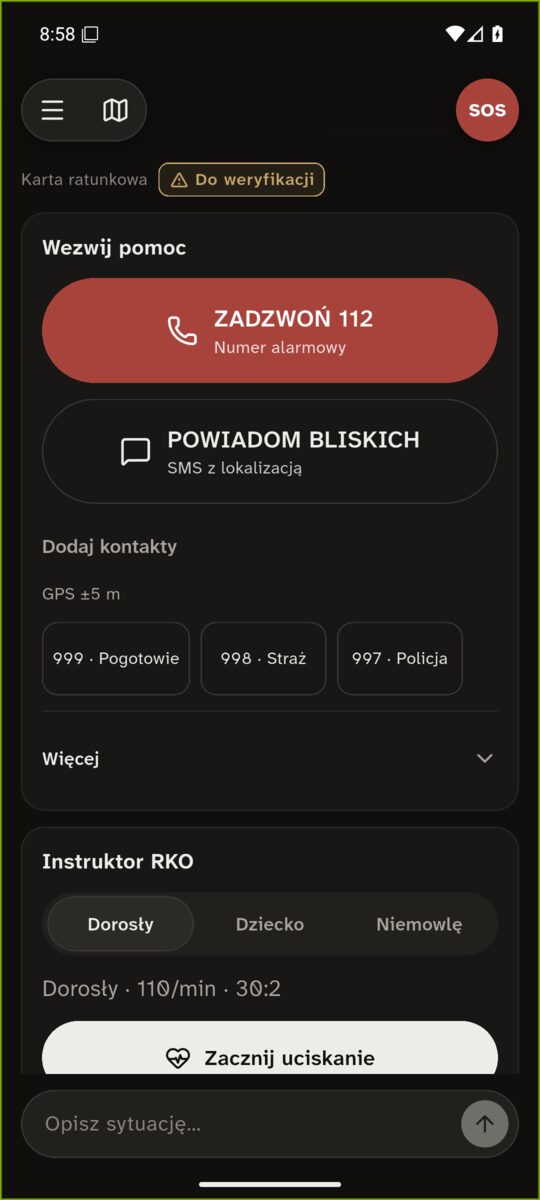 8:58
SOS
Karta ratunkowa
Do weryfikacji
Wezwij pomoc
ZADZWOŃ 112
Numer alarmowy
POWIADOM BLISKICH
SMS z lokalizacją
Dodaj kontakty
GPS ±5 m
999 · Pogotowie
998 · Straż
997 · Policja
Więcej
Instruktor RKO
Dorosły
Dziecko
Niemowlę
Dorosły · 110/min · 30:2
Zacznij uciskanie
Opisz sytuację...